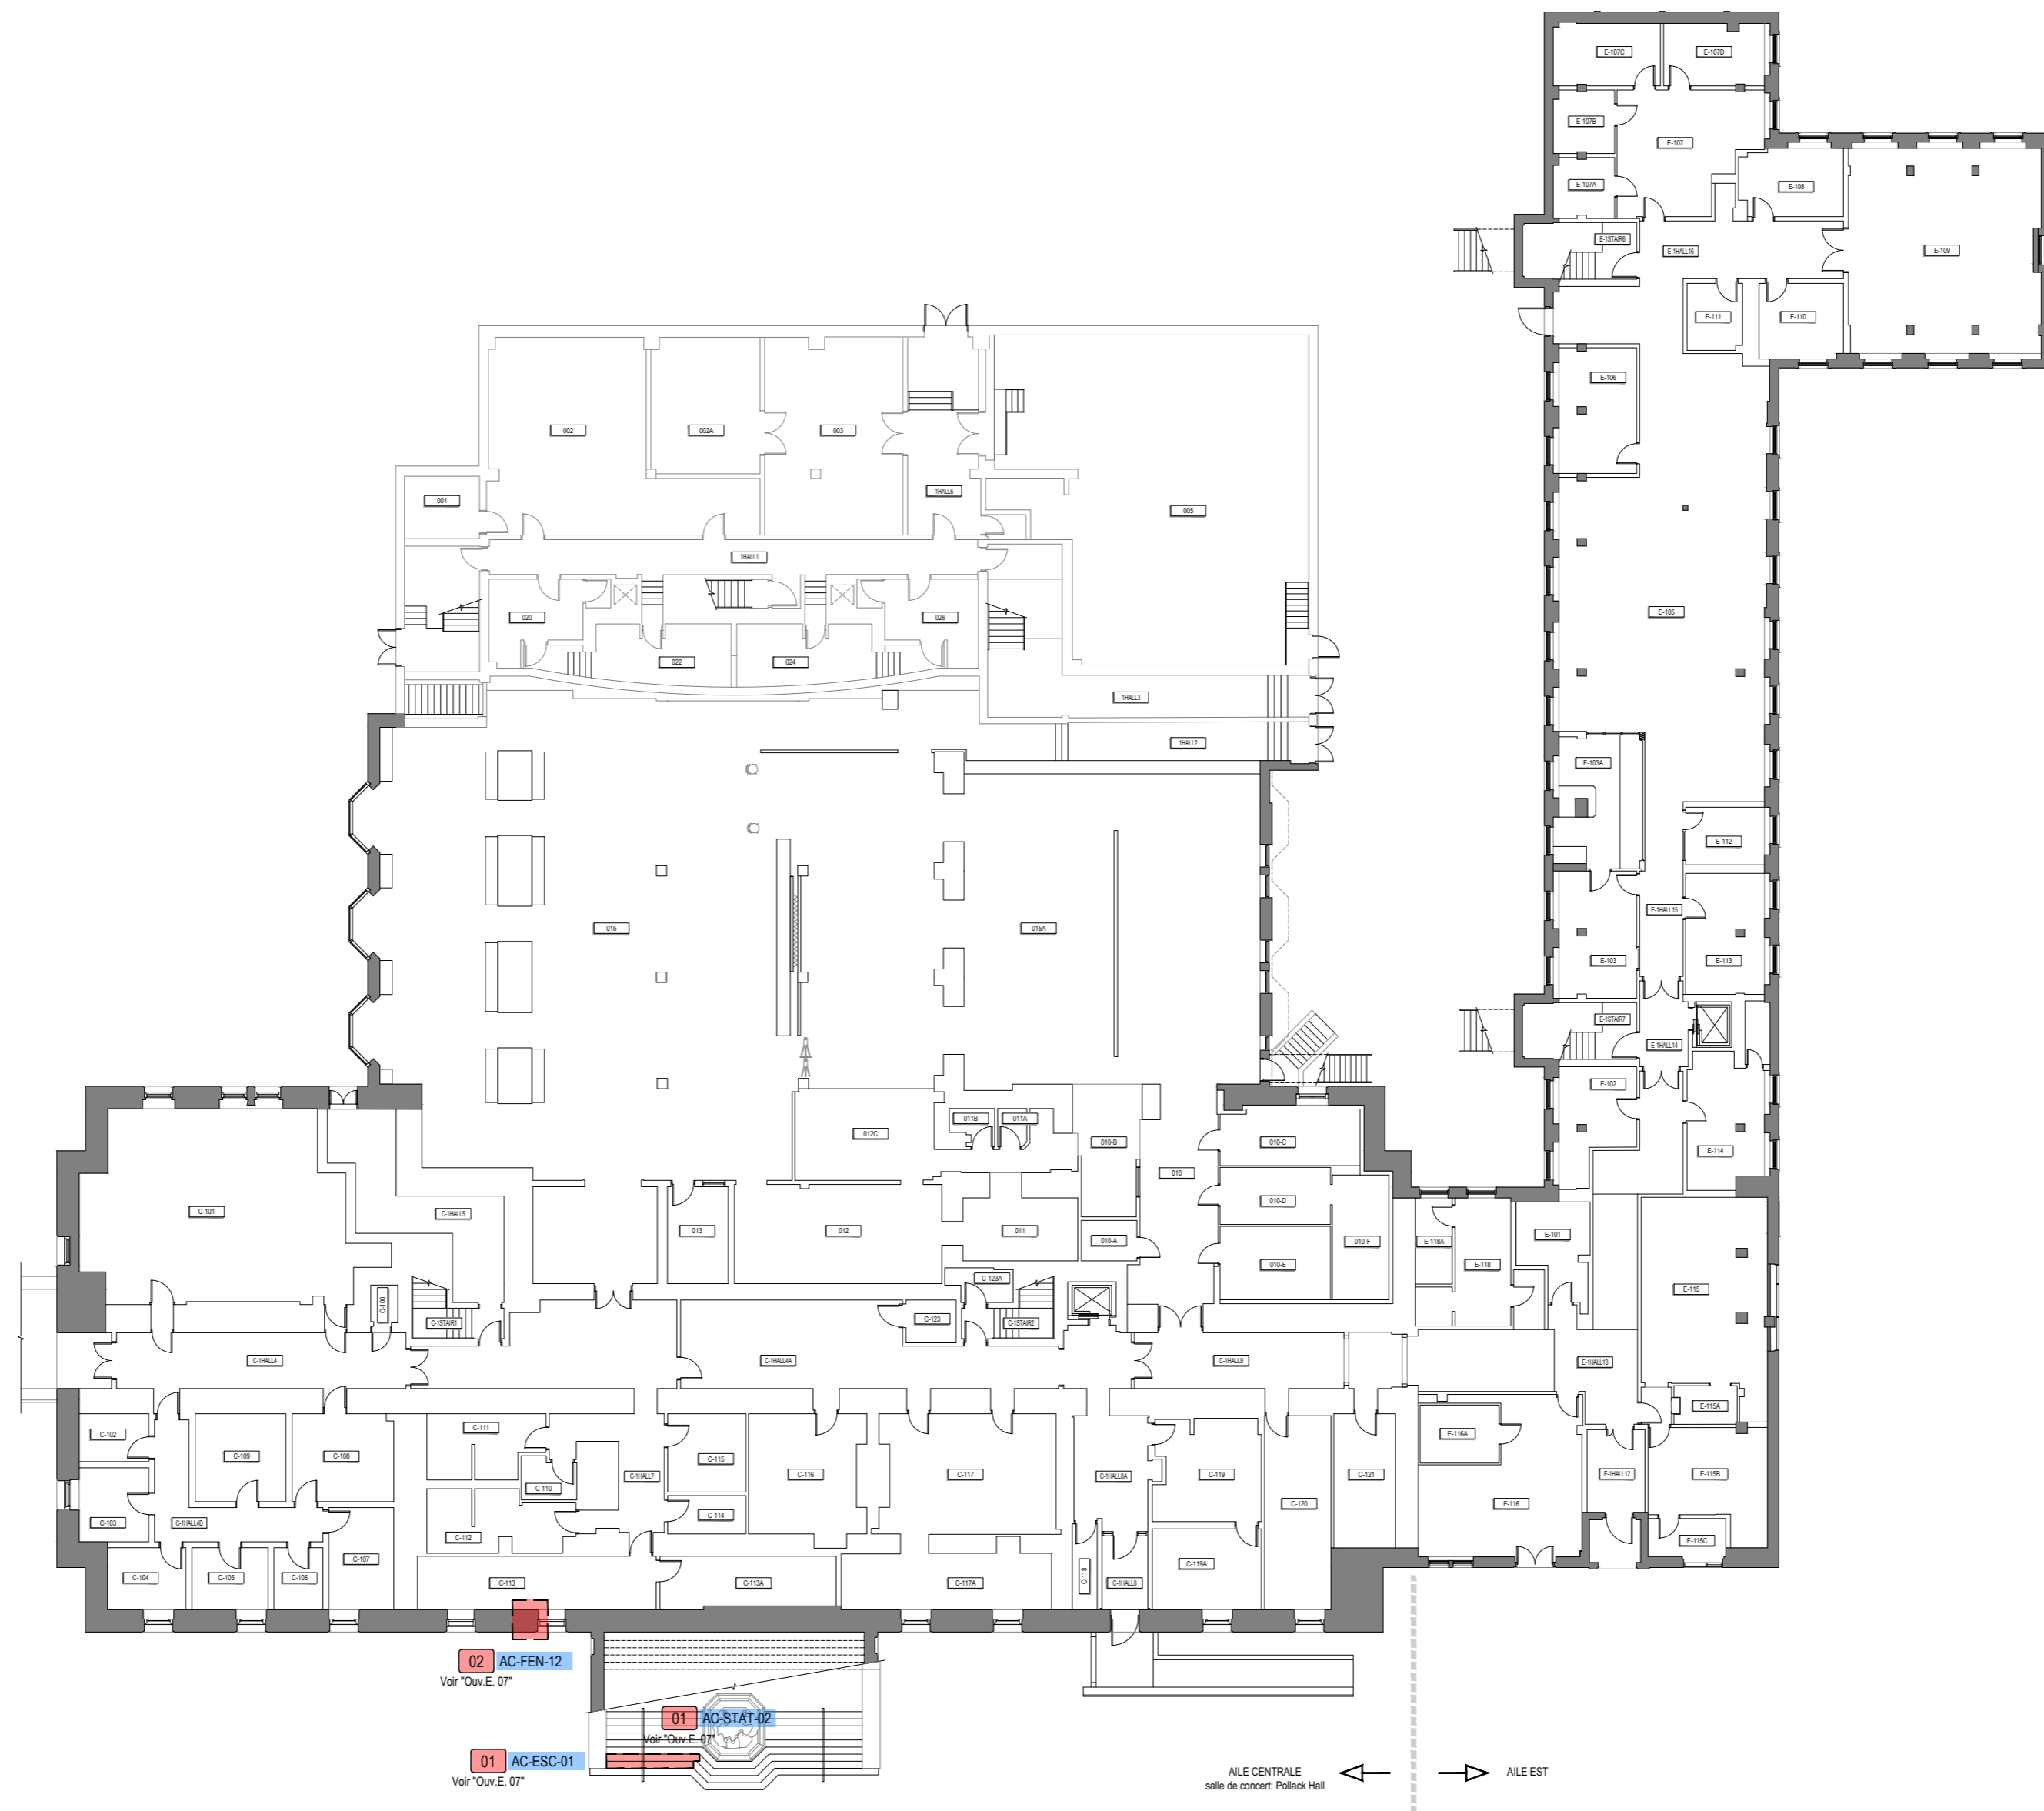 E-107C
E-107D
E-107B
E-107
E-107A
E-108
E-1STAIR6
E-1HALL16
E-109
E-111
E-110
E-106
002
002A
003
001
1HALL6
005
1HALL1
E-105
020
026
022
024
1HALL3
1HALL2
E-103A
E-112
015
015A
E-1HALL15
E-103
E-113
E-1STAIR7
E-1HALL14
E-102
011B
011A
012C
010-B
010-C
E-114
010
C-101
C-1HALL5
010-D
013
012
011
010-A
010-F
E-118A
E-101
010-E
E-118
C-123A
E-115
C-100
C-1STAIR1
C-123
C-1STAIR2
C-1HALL4
C-1HALL4A
C-1HALL9
E-1HALL13
E-115A
C-102
C-111
E-116A
C-109
C-108
C-115
C-116
C-117
C-1HALL7
C-1HALL8A
C-119
C-121
E-1HALL12
E-115B
C-110
C-120
E-116
C-103
C-1HALL4B
C-114
C-112
E-115C
C-107
C-104
C-105
C-106
C-113
C-113A
C-117A
C-118
C-1HALL8
C-119A
02 AC-FEN-12
Voir "Ouv.E. 07"
01 AC-STAT-02
Voir "Ouv.E. 07"
01 AC-ESC-01
Voir "Ouv.E. 07"
AILE CENTRALE
salle de concert: Pollack Hall
AILE EST